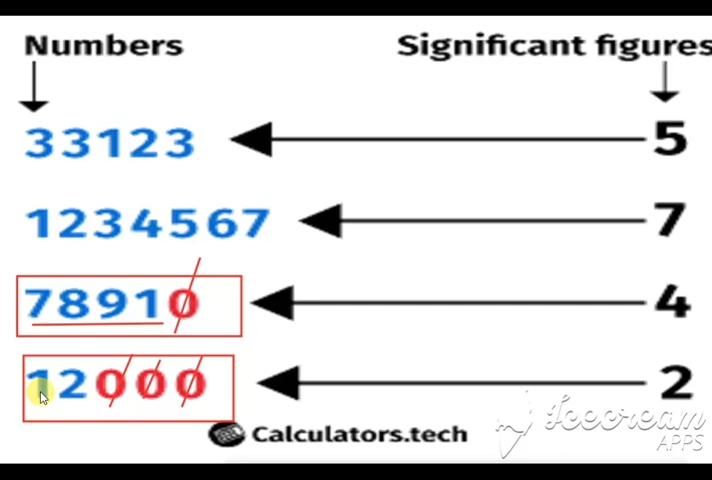 Numbers Significant figures
33123 5
1234567 7
78910 4
12000 2
Calculators.tech
Icecream
APPS